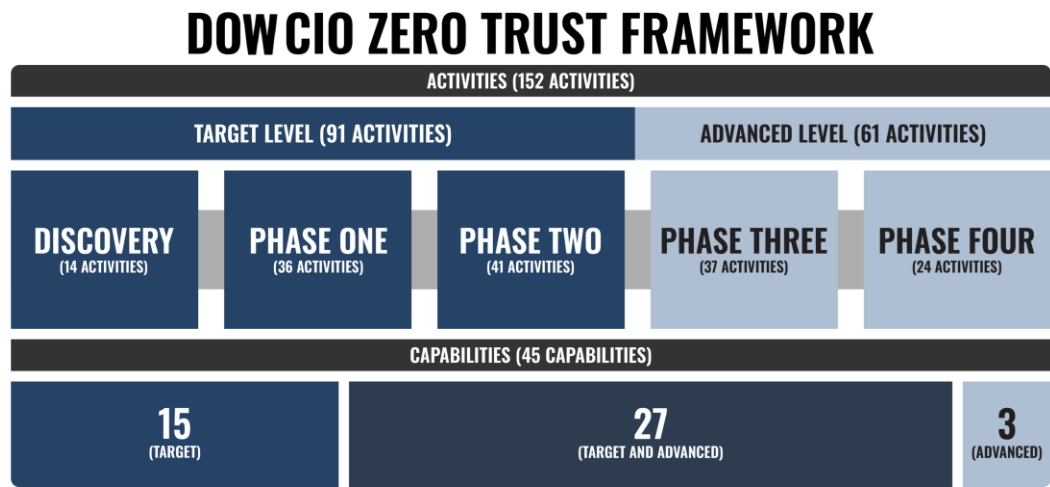 DOW CIO ZERO TRUST FRAMEWORK
ACTIVITIES (152 ACTIVITIES)
TARGET LEVEL (91 ACTIVITIES)
ADVANCED LEVEL (61 ACTIVITIES)
DISCOVERY
(14 ACTIVITIES)
PHASE ONE
(36 ACTIVITIES)
PHASE TWO
(41 ACTIVITIES)
PHASE THREE
(37 ACTIVITIES)
PHASE FOUR
(24 ACTIVITIES)
CAPABILITIES (45 CAPABILITIES)
15
(TARGET)
27
(TARGET AND ADVANCED)
3
(ADVANCED)